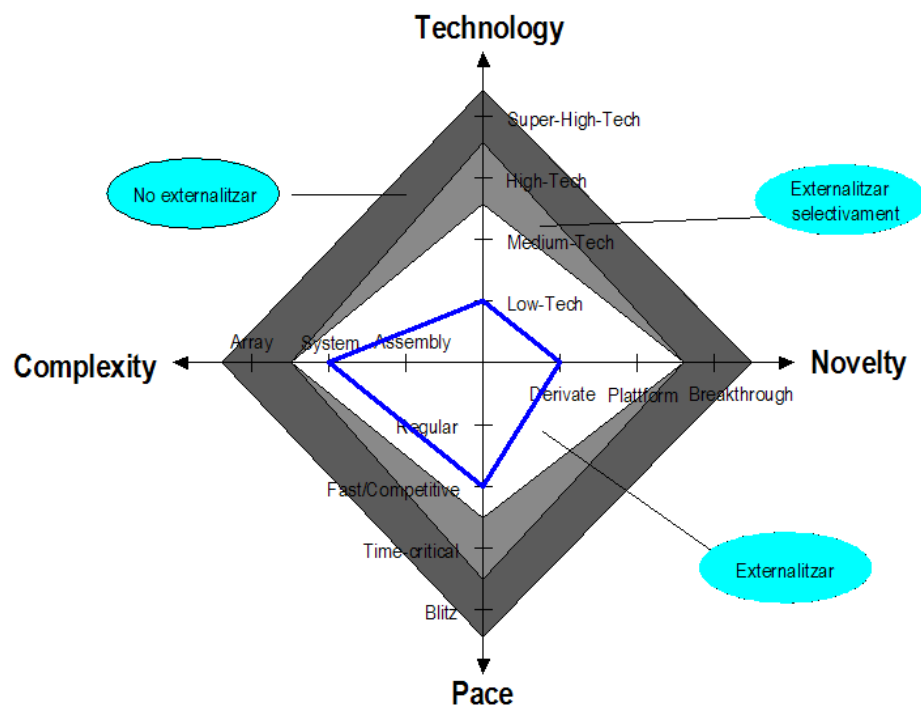 Technology
Super-High-Tech
No externalitzar
High-Tech
Externalitzar
selectivament
Medium-Tech
Low-Tech
Array
System
Assembly
Complexity
Novelty
Derivate
Plattform
Breakthrough
Regular
Fast/Competitive
Time-critical
Externalitzar
Blitz
Pace